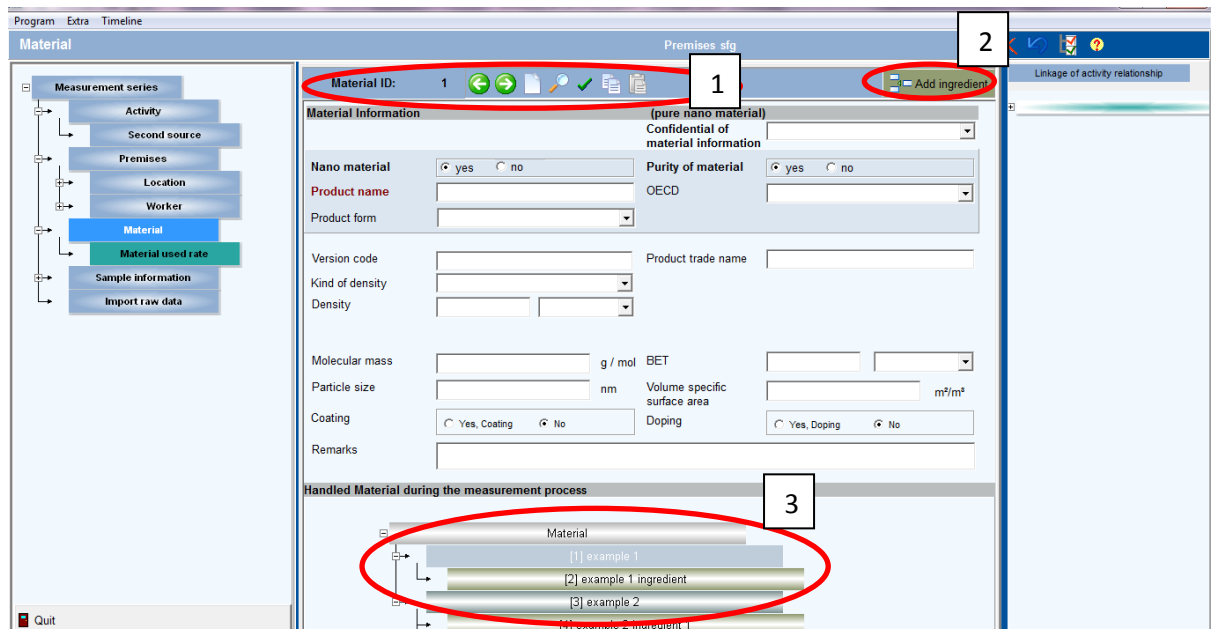 Program Extra Timeline
Material Premises sfg
2
Measurement series
Activity
Second source
Premises
Location
Worker
Material
Material used rate
Sample information
Import raw data
Quit
Material ID: 1
1
Add ingredient
Material Information (pure nano material)
Confidential of
material information
Nano material yes no Purity of material yes no
Product name OECD
Product form
Version code Product trade name
Kind of density
Density
Molecular mass g / mol BET
Particle size nm Volume specific
surface area m²/m³
Coating Yes, Coating No Doping Yes, Doping No
Remarks
Handled Material during the measurement process
3
Material
[1] example 1
[2] example 1 ingredient
[3] example 2
[4] example 2 ingredient 1
Linkage of activity relationship